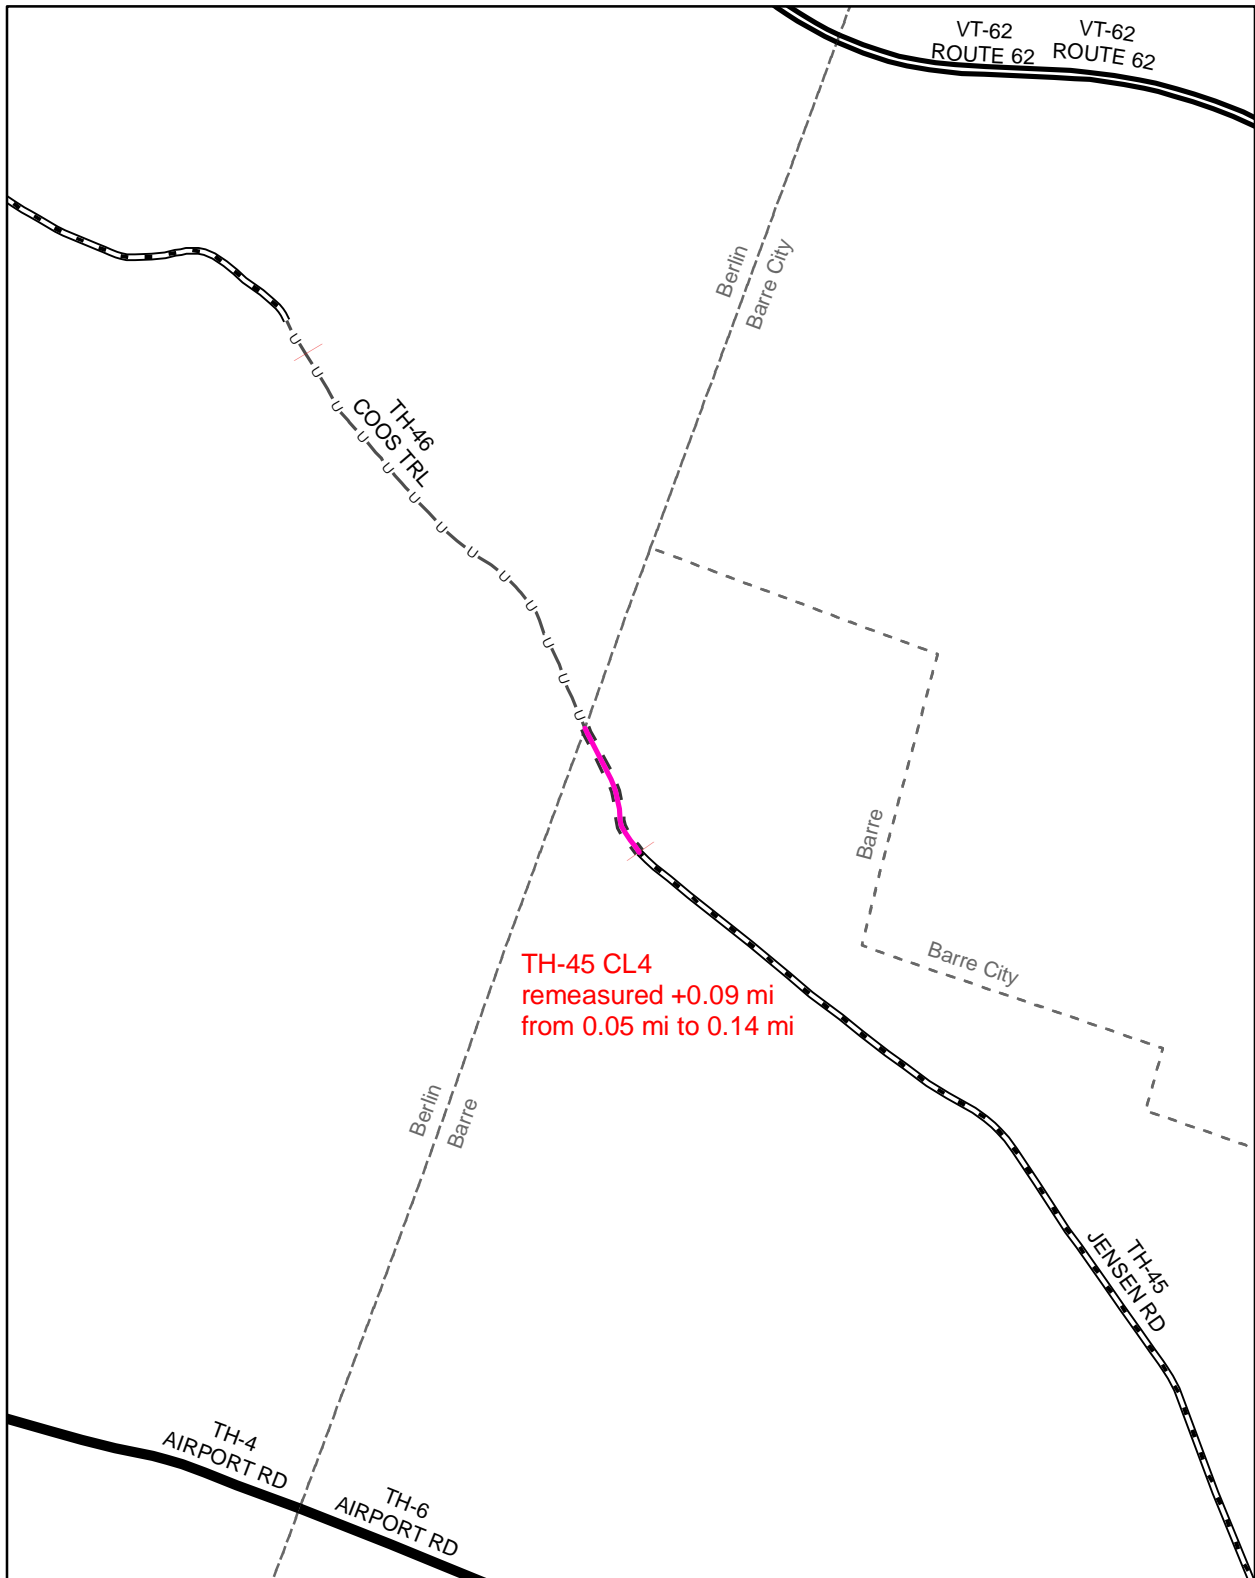 VT-62
ROUTE 62
VT-62
ROUTE 62
Berlin
Barre City
TH-46
COOS TRL
U
U
U
U
U
U
U
U
U
U
U
U
U
Barre
Barre City
TH-45 CL4
remeasured +0.09 mi
from 0.05 mi to 0.14 mi
Berlin
Barre
TH-45
JENSEN RD
TH-4
AIRPORT RD
TH-6
AIRPORT RD